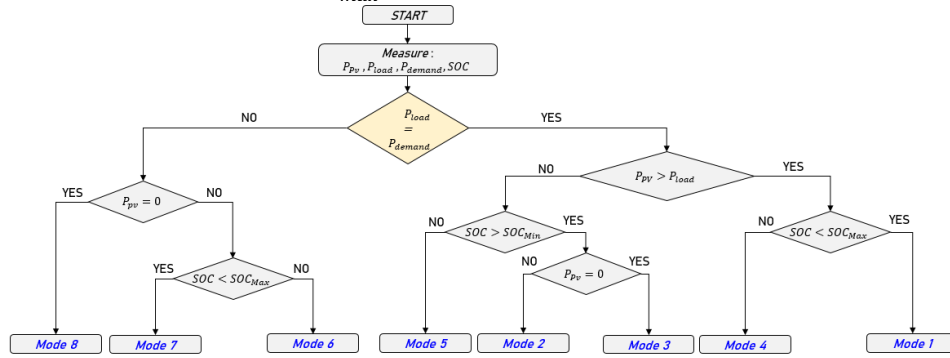 START
Measure :
P_Pv , P_load , P_demand, SOC
NO
P_load
=
P_demand
YES
NO
P_PV > P_load
YES
YES
P_pv = 0
NO
NO
SOC > SOC_Min
YES
NO
SOC < SOC_Max
YES
YES
SOC < SOC_Max
NO
NO
P_Pv = 0
YES
Mode 8
Mode 7
Mode 6
Mode 5
Mode 2
Mode 3
Mode 4
Mode 1